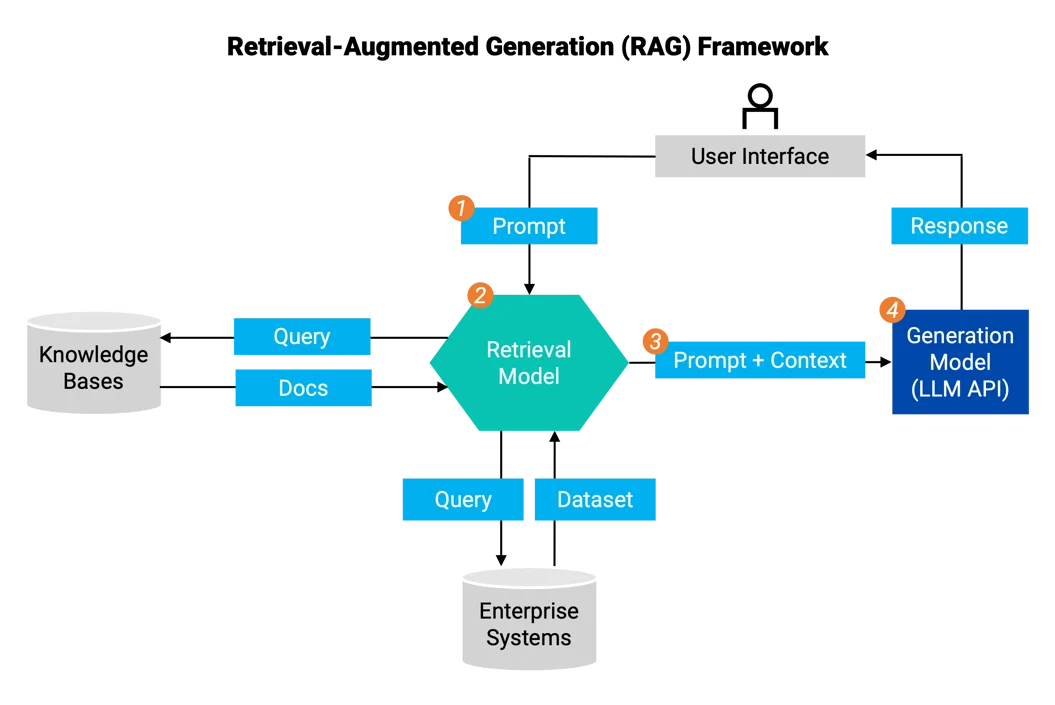 Retrieval-Augmented Generation (RAG) Framework
User Interface
1
Prompt
Response
2
Retrieval
Model
Query
Docs
Knowledge
Bases
3
Prompt + Context
4
Generation
Model
(LLM API)
Query
Dataset
Enterprise
Systems